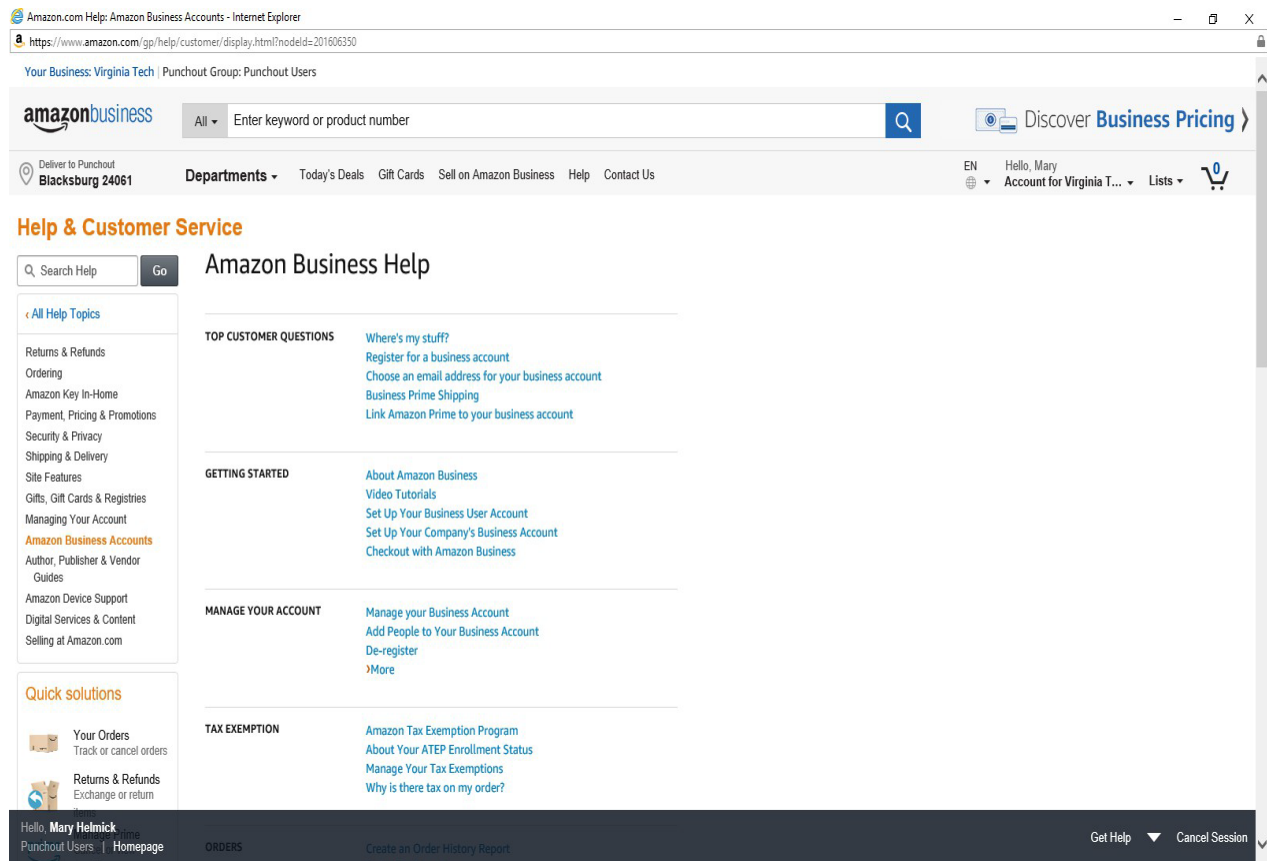 Amazon.com Help: Amazon Business Accounts - Internet Explorer
https://www.amazon.com/gp/help/customer/display.html?nodeId=201606350
Your Business: Virginia Tech | Punchout Group: Punchout Users
amazonbusiness
All
Enter keyword or product number
Discover Business Pricing
Deliver to Punchout
Blacksburg 24061
Departments
Today's Deals
Gift Cards
Sell on Amazon Business
Help
Contact Us
EN
Hello, Mary
Account for Virginia T...
Lists
0
Help & Customer Service
Search Help
Go
‹ All Help Topics
Returns & Refunds
Ordering
Amazon Key In-Home
Payment, Pricing & Promotions
Security & Privacy
Shipping & Delivery
Site Features
Gifts, Gift Cards & Registries
Managing Your Account
Amazon Business Accounts
Author, Publisher & Vendor
Guides
Amazon Device Support
Digital Services & Content
Selling at Amazon.com
Quick solutions
Your Orders
Track or cancel orders
Returns & Refunds
Exchange or return
items
Manage Prime
Amazon Business Help
TOP CUSTOMER QUESTIONS
Where's my stuff?
Register for a business account
Choose an email address for your business account
Business Prime Shipping
Link Amazon Prime to your business account
GETTING STARTED
About Amazon Business
Video Tutorials
Set Up Your Business User Account
Set Up Your Company's Business Account
Checkout with Amazon Business
MANAGE YOUR ACCOUNT
Manage your Business Account
Add People to Your Business Account
De-register
›More
TAX EXEMPTION
Amazon Tax Exemption Program
About Your ATEP Enrollment Status
Manage Your Tax Exemptions
Why is there tax on my order?
ORDERS
Create an Order History Report
Hello, Mary Helmick
Punchout Users | Homepage
Get Help
Cancel Session